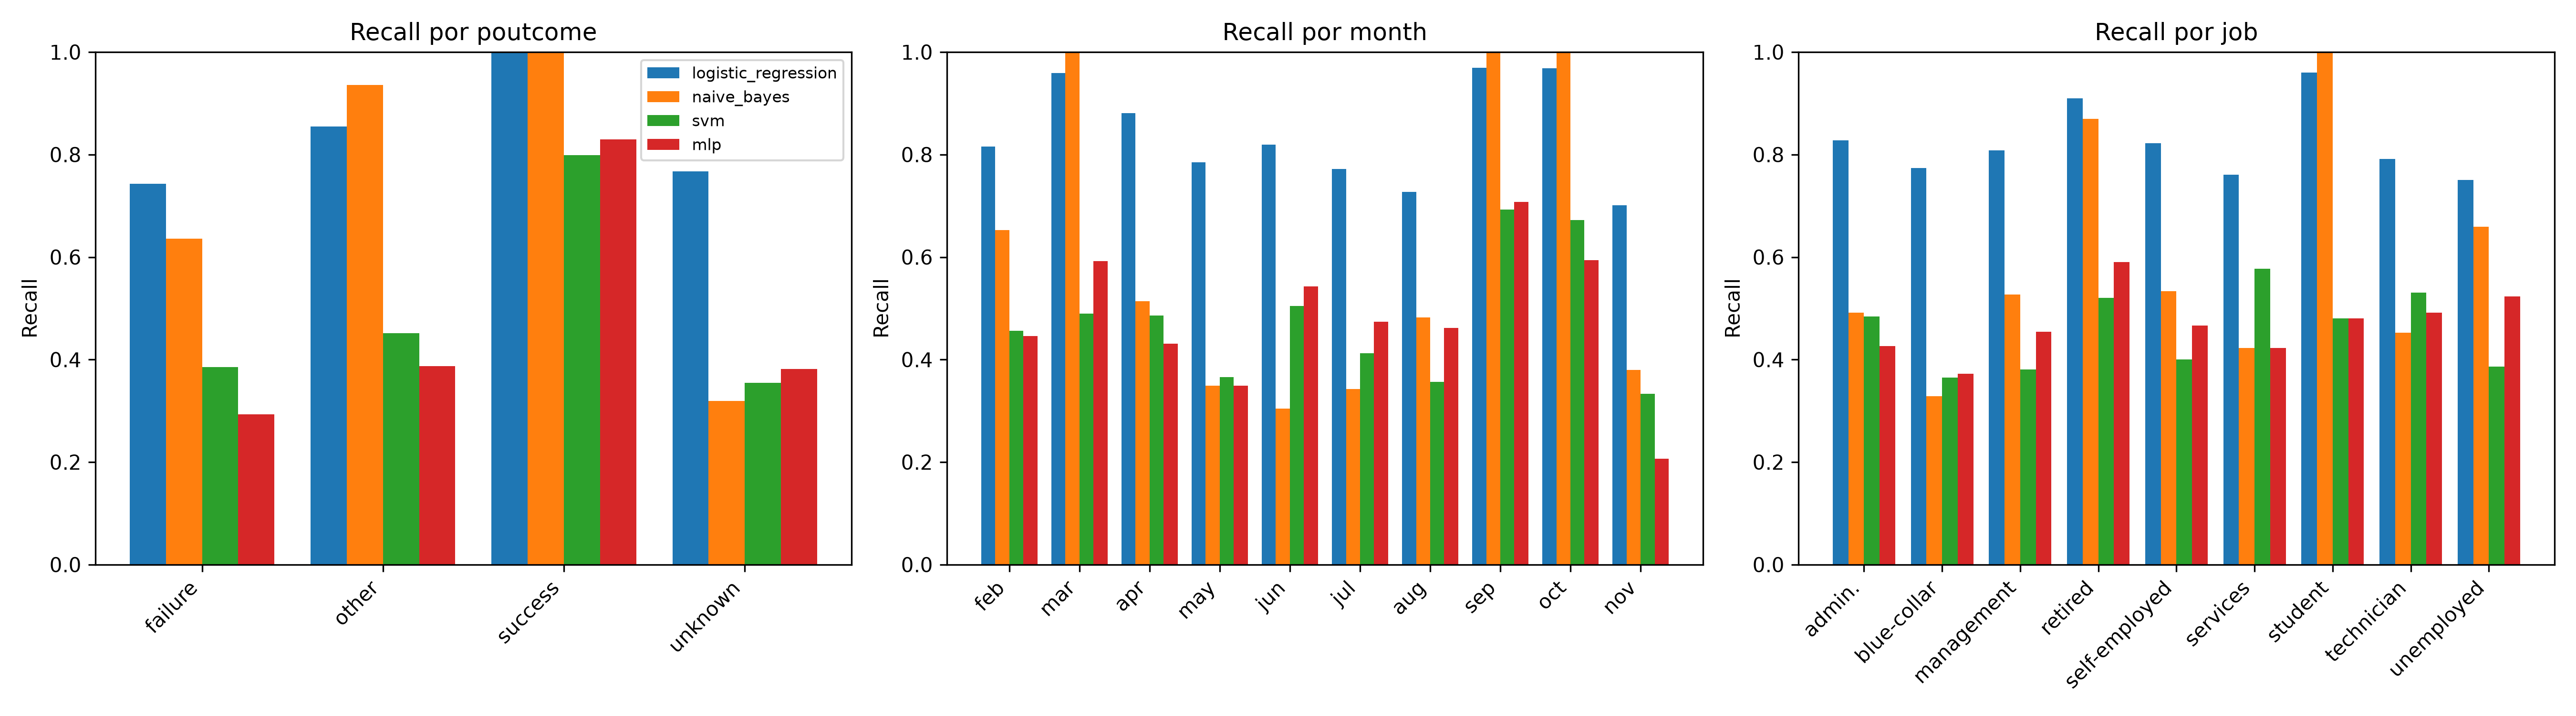 Recall por poutcome
Recall
1.0
0.8
0.6
0.4
0.2
0.0
logistic_regression
naive_bayes
svm
mlp
failure
other
success
unknown
Recall por month
Recall
1.0
0.8
0.6
0.4
0.2
0.0
feb
mar
apr
may
jun
jul
aug
sep
oct
nov
Recall por job
Recall
1.0
0.8
0.6
0.4
0.2
0.0
admin.
blue-collar
management
retired
self-employed
services
student
technician
unemployed